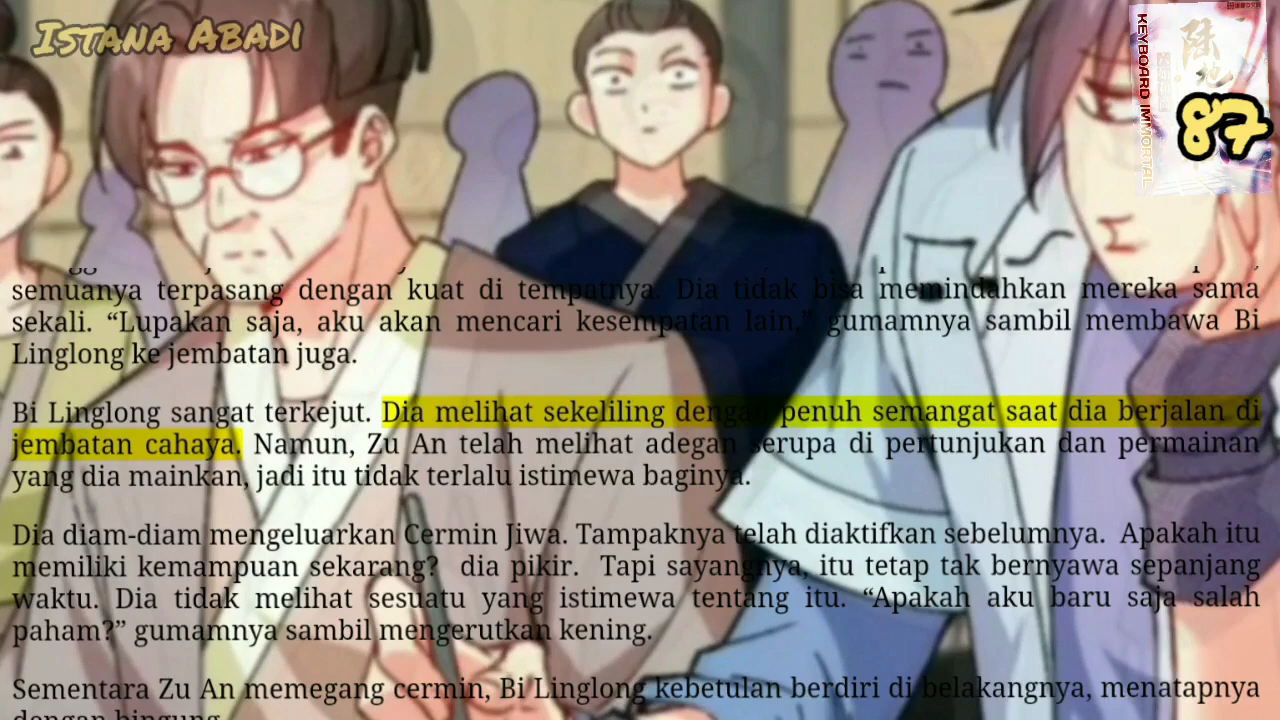 Istana Abadi
KEYBOARD IMMORTAL
87
semuanya terpasang dengan kuat di tempatnya. Dia tidak bisa memindahkan mereka sama
sekali. “Lupakan saja, aku akan mencari kesempatan lain,” gumamnya sambil membawa Bi
Linglong ke jembatan juga.
Bi Linglong sangat terkejut. Dia melihat sekeliling dengan penuh semangat saat dia berjalan di
jembatan cahaya. Namun, Zu An telah melihat adegan serupa di pertunjukan dan permainan
yang dia mainkan, jadi itu tidak terlalu istimewa baginya.
Dia diam-diam mengeluarkan Cermin Jiwa. Tampaknya telah diaktifkan sebelumnya.  Apakah itu
memiliki kemampuan sekarang?  dia pikir.  Tapi sayangnya, itu tetap tak bernyawa sepanjang
waktu. Dia tidak melihat sesuatu yang istimewa tentang itu. “Apakah aku baru saja salah
paham?” gumamnya sambil mengerutkan kening.
Sementara Zu An memegang cermin, Bi Linglong kebetulan berdiri di belakangnya, menatapnya
dengan bingung.